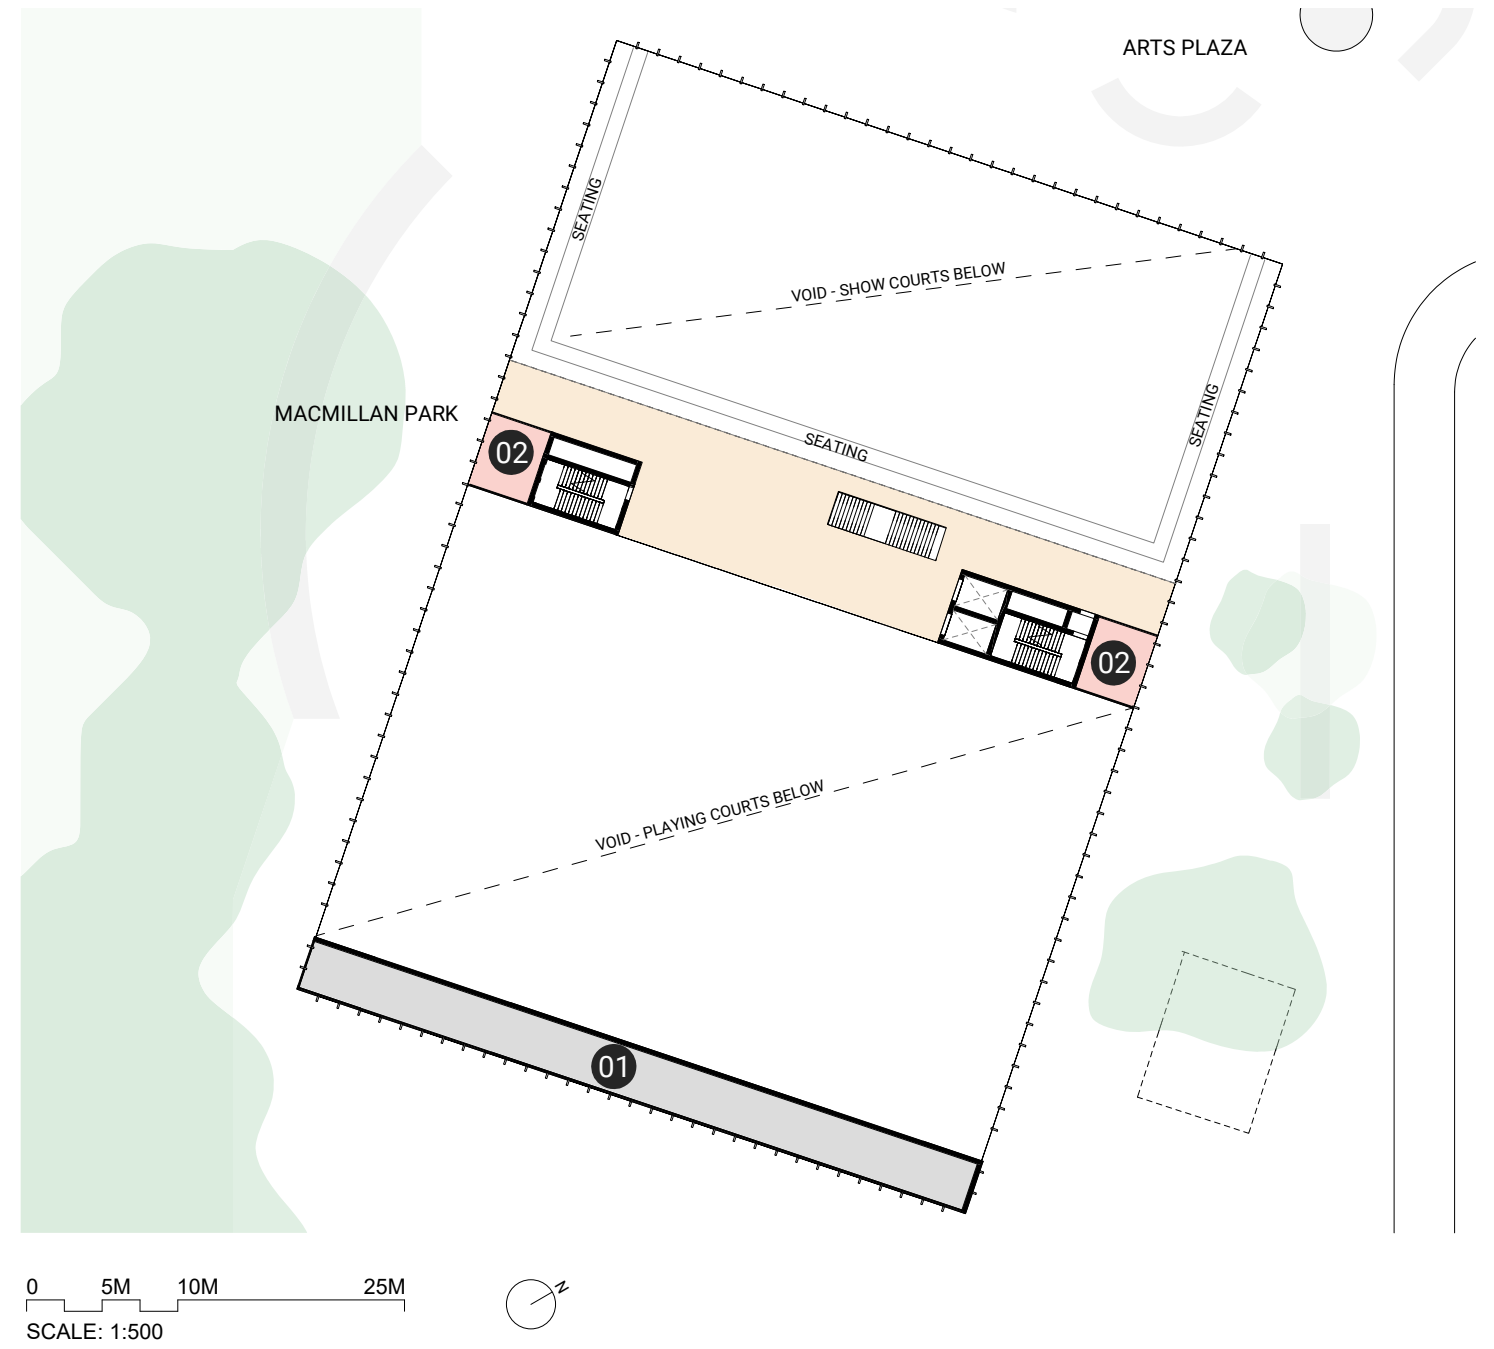 ARTS PLAZA
SEATING
VOID - SHOW COURTS BELOW
SEATING
MACMILLAN PARK
SEATING
02
02
VOID - PLAYING COURTS BELOW
01
0 5M 10M 25M
N
SCALE: 1:500